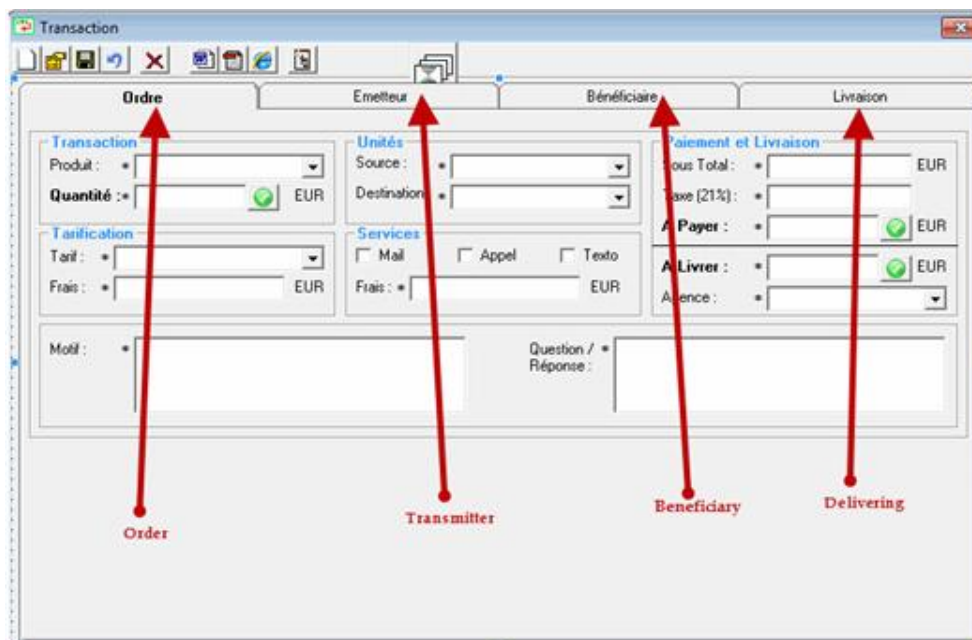 Transaction
Ordre Emetteur Bénéficiaire Livraison
Transaction Unités Paiement et Livraison
Produit : * Source : * Sous Total : * EUR
Quantité : * EUR Destination * Taxe (21%) : *
A Payer : * EUR
Tarification Services
Tarif : * Mail Appel Texto A Livrer : * EUR
Frais : * EUR Frais : * EUR Agence : *
Motif : * Question / *
Réponse :
Order Transmitter Beneficiary Delivering